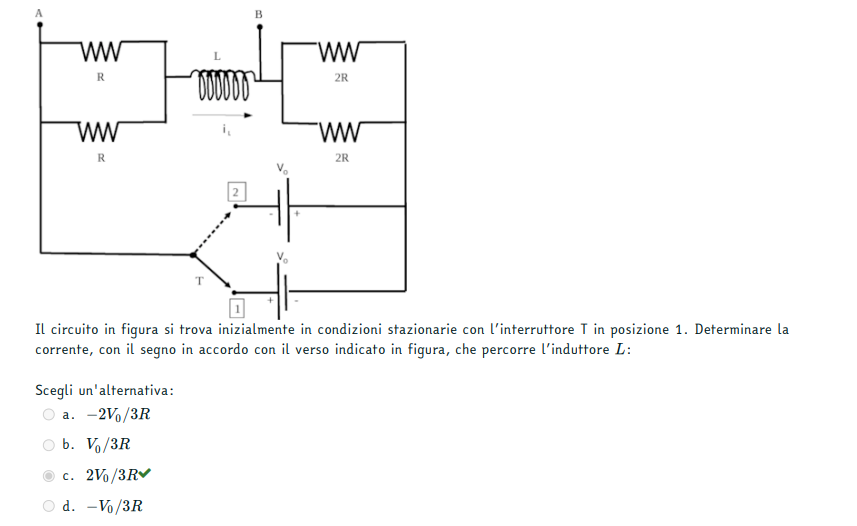 A
B
L
R
2R
i_L
R
2R
V₀
2
- +
V₀
T
+ -
1
Il circuito in figura si trova inizialmente in condizioni stazionarie con l'interruttore T in posizione 1. Determinare la
corrente, con il segno in accordo con il verso indicato in figura, che percorre l'induttore L:
Scegli un'alternativa:
a. −2V₀/3R
b. V₀/3R
c. 2V₀/3R✔
d. −V₀/3R